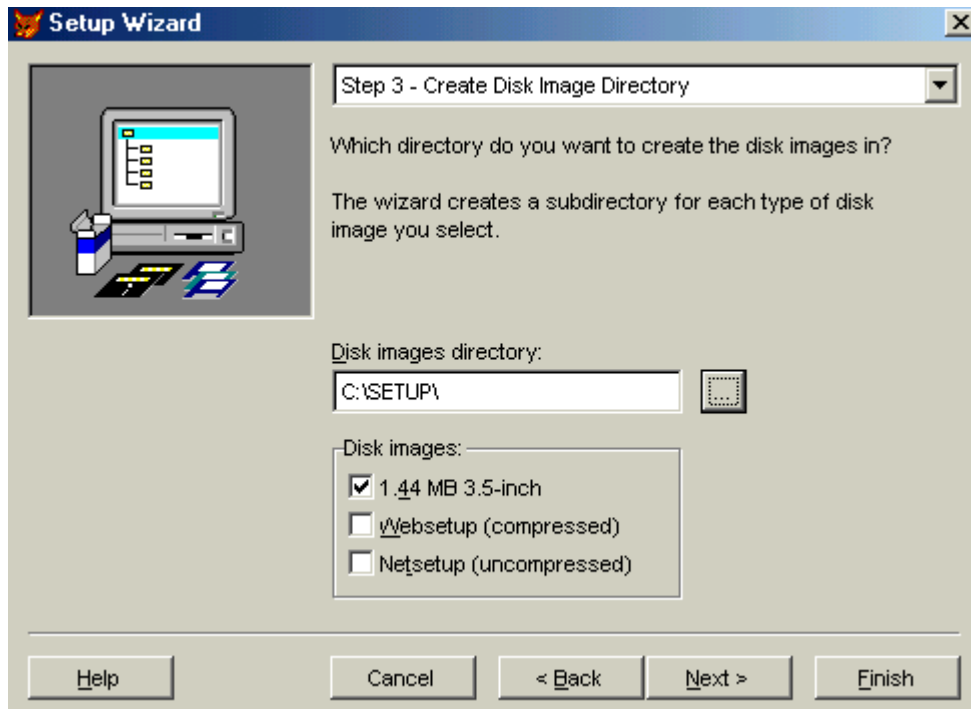 Setup Wizard
Step 3 - Create Disk Image Directory
Which directory do you want to create the disk images in?
The wizard creates a subdirectory for each type of disk
image you select.
Disk images directory:
C:\SETUP\
...
Disk images:
1.44 MB 3.5-inch
Websetup (compressed)
Netsetup (uncompressed)
Help
Cancel
< Back
Next >
Finish